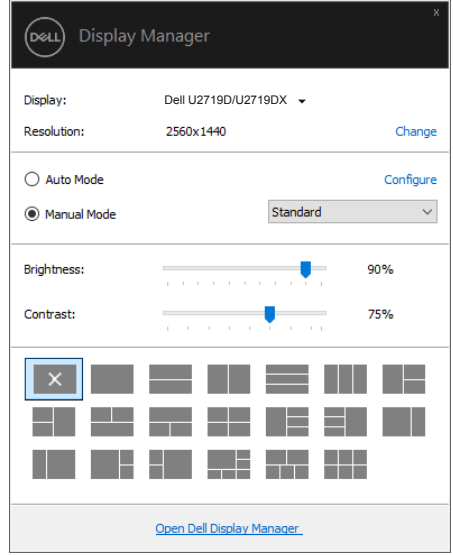 x
DELL Display Manager
Display: Dell U2719D/U2719DX
Resolution: 2560x1440 Change
Auto Mode Configure
Manual Mode Standard
Brightness: 90%
Contrast: 75%
Open Dell Display Manager